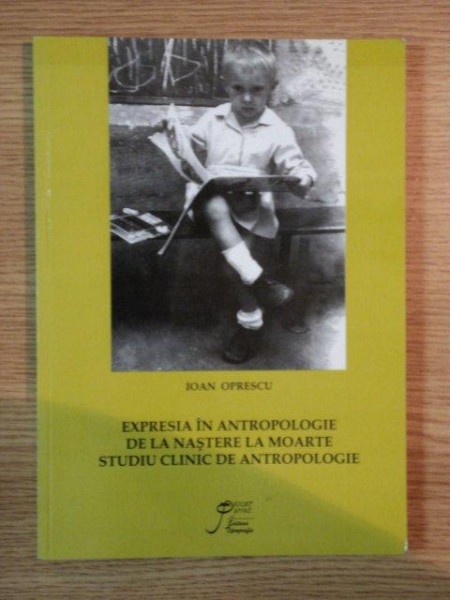 IOAN OPRESCU
EXPRESIA ÎN ANTROPOLOGIE
DE LA NAȘTERE LA MOARTE
STUDIU CLINIC DE ANTROPOLOGIE